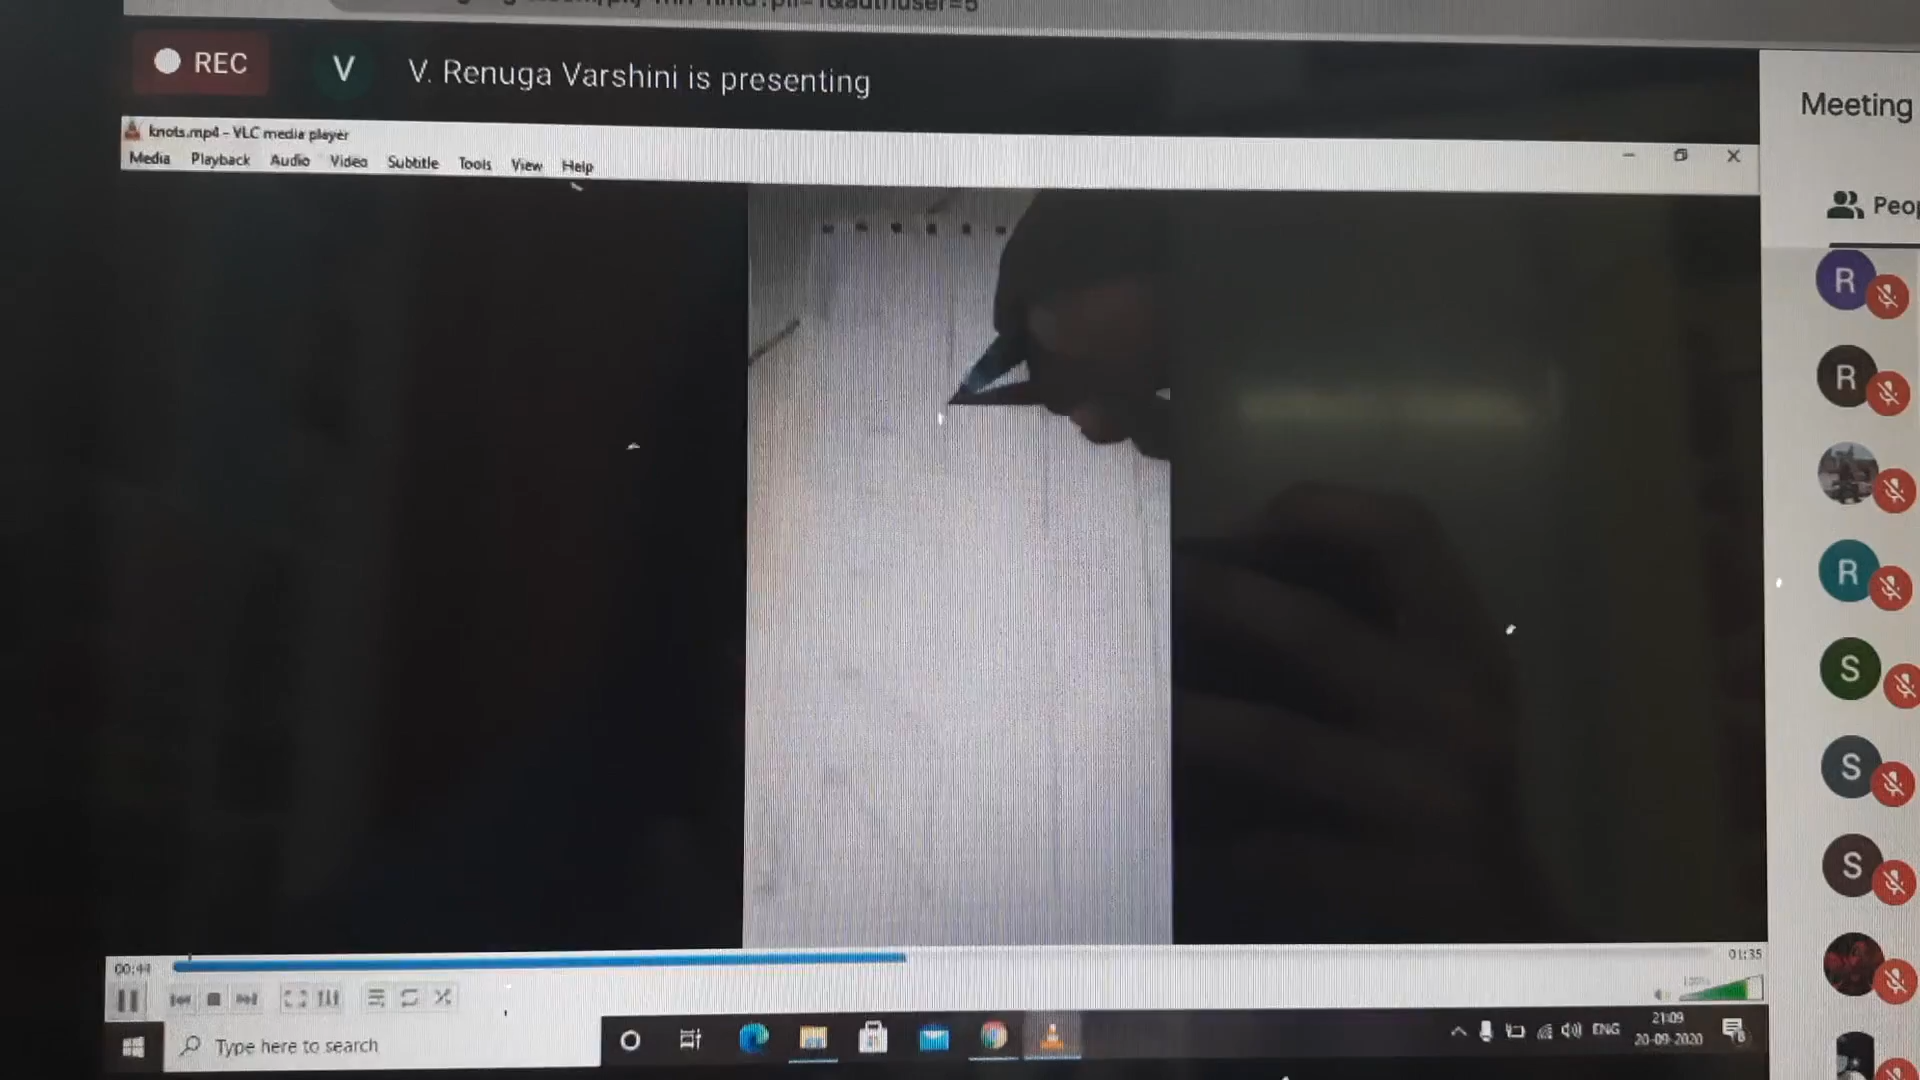 REC
V
V. Renuga Varshini is presenting
Meeting
knots.mp4 - VLC media player
Media Playback Audio Video Subtitle Tools View Help
R
R
R
S
S
S
00:44
01:35
Type here to search
ENG
21:09
20-09-2020